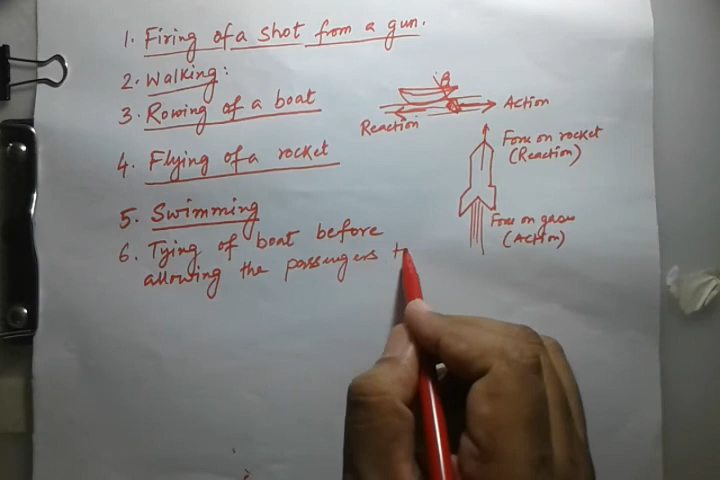 1. Firing of a shot from a gun.
2. Walking:
3. Rowing of a boat
Action
Reaction
4. Flying of a rocket
Force on rocket
(Reaction)
5. Swimming
Force on gases
(Action)
6. Tying of boat before
allowing the passengers t